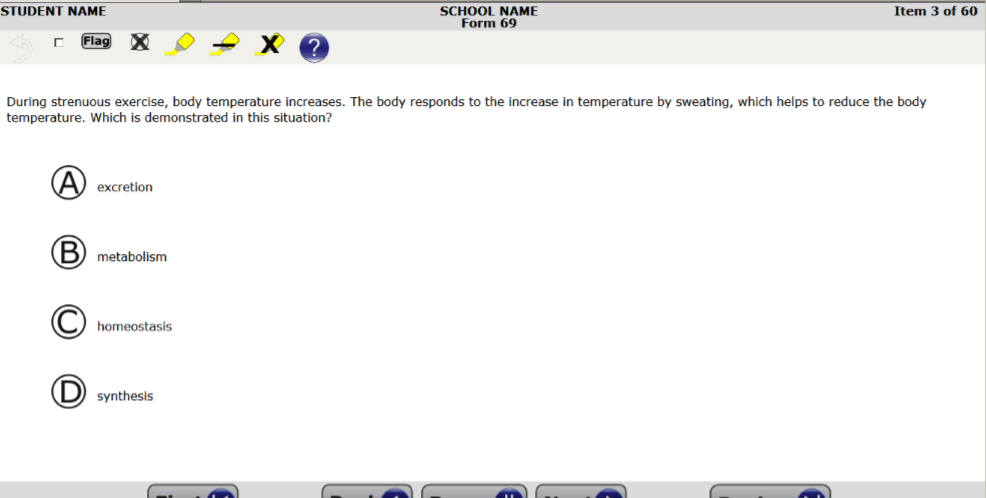 STUDENT NAME
SCHOOL NAME
Item 3 of 60
Form 69
Flag
X
?
During strenuous exercise, body temperature increases. The body responds to the increase in temperature by sweating, which helps to reduce the body
temperature. Which is demonstrated in this situation?
A excretion
B metabolism
C homeostasis
D synthesis